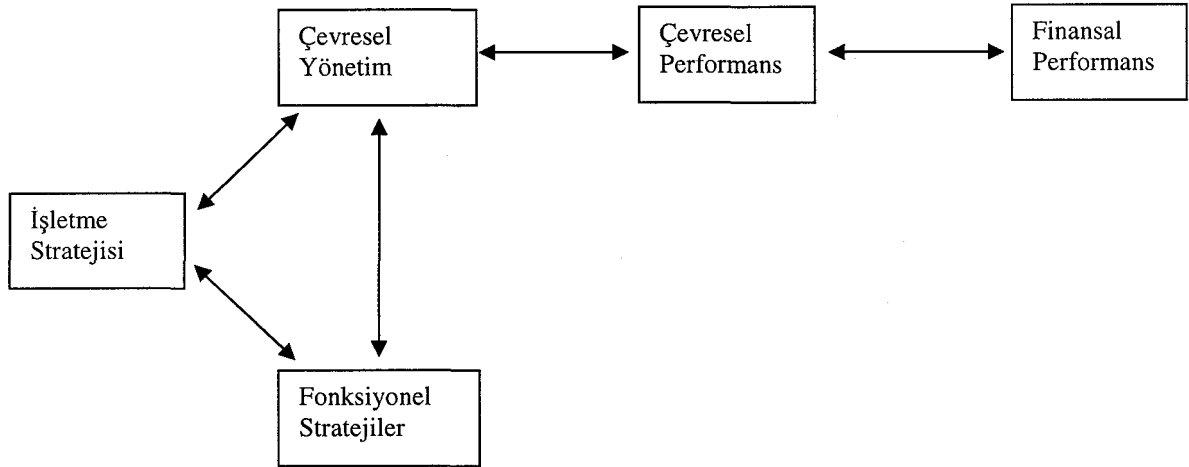 Çevresel
Yönetim
Çevresel
Performans
Finansal
Performans
İşletme
Stratejisi
Fonksiyonel
Stratejiler